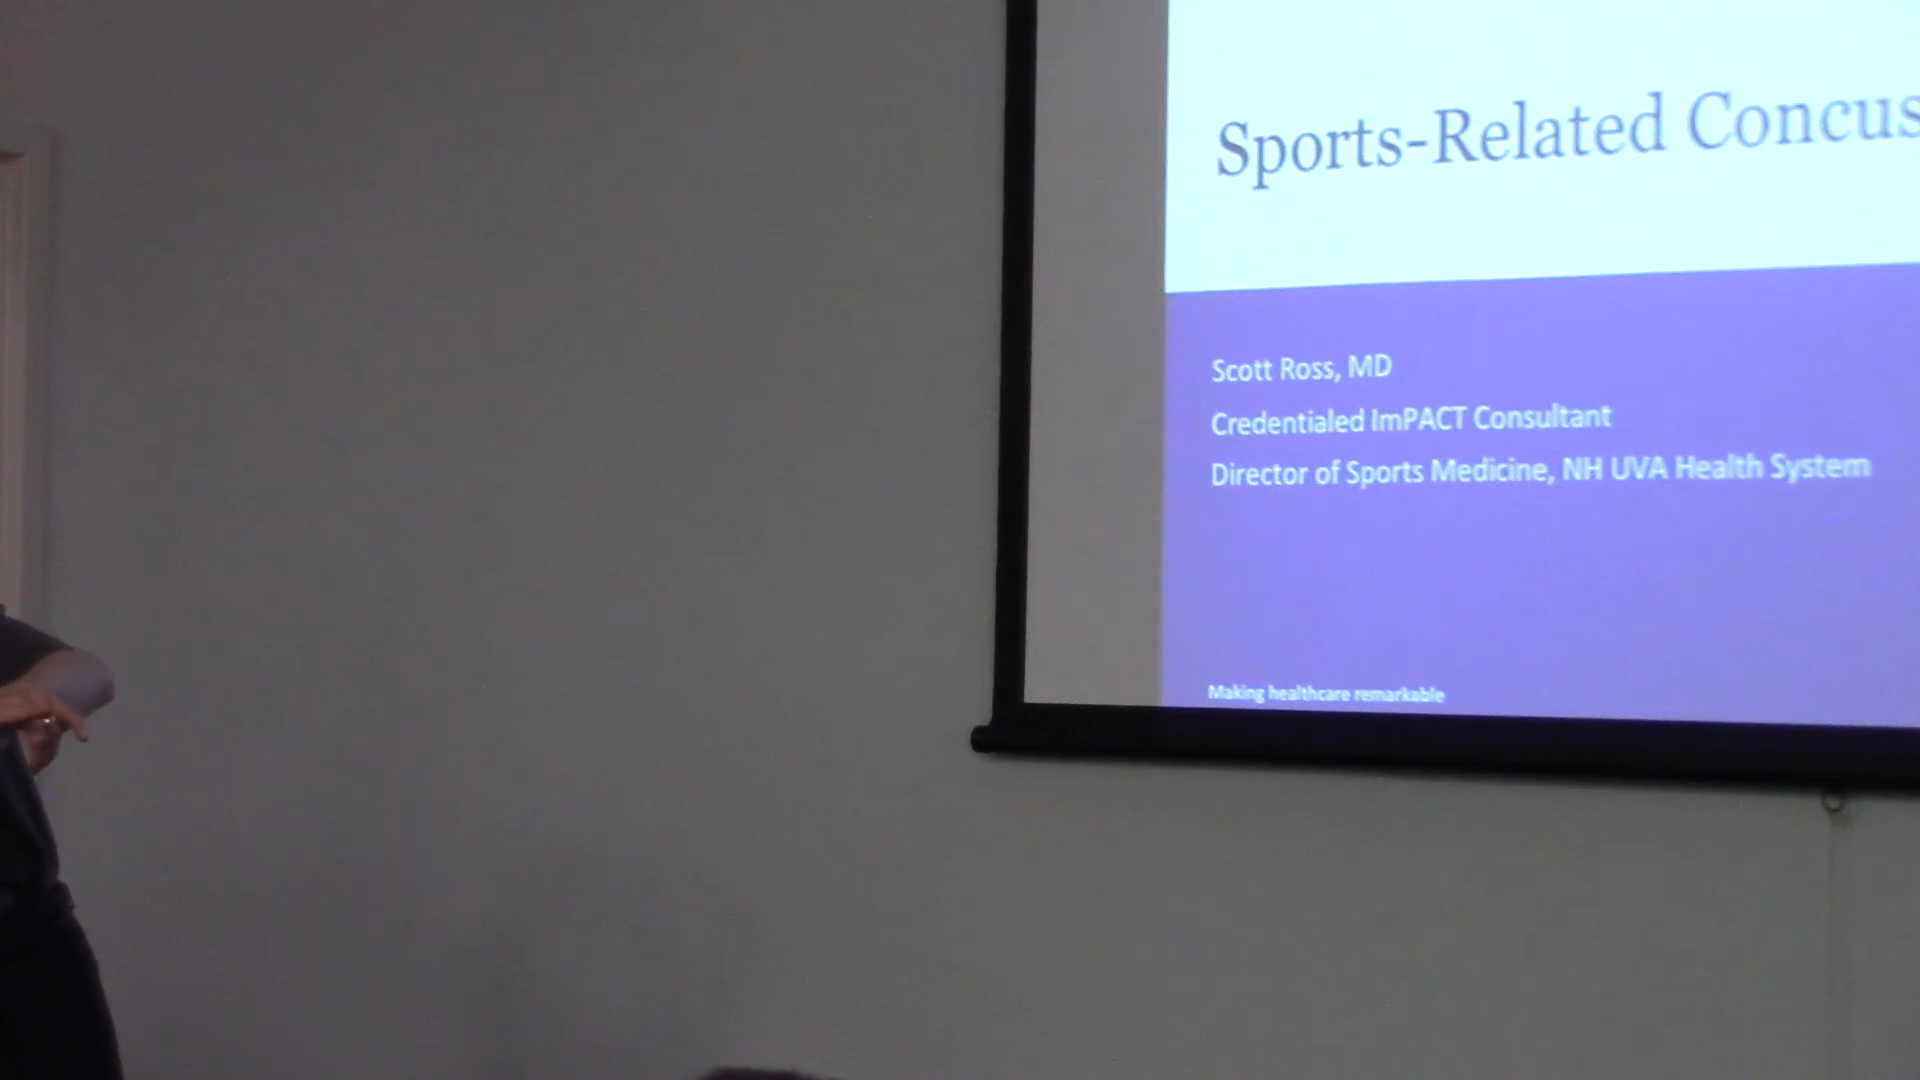 Sports-Related Concus
Scott Ross, MD
Credentialed ImPACT Consultant
Director of Sports Medicine, NH UVA Health System
Making healthcare remarkable